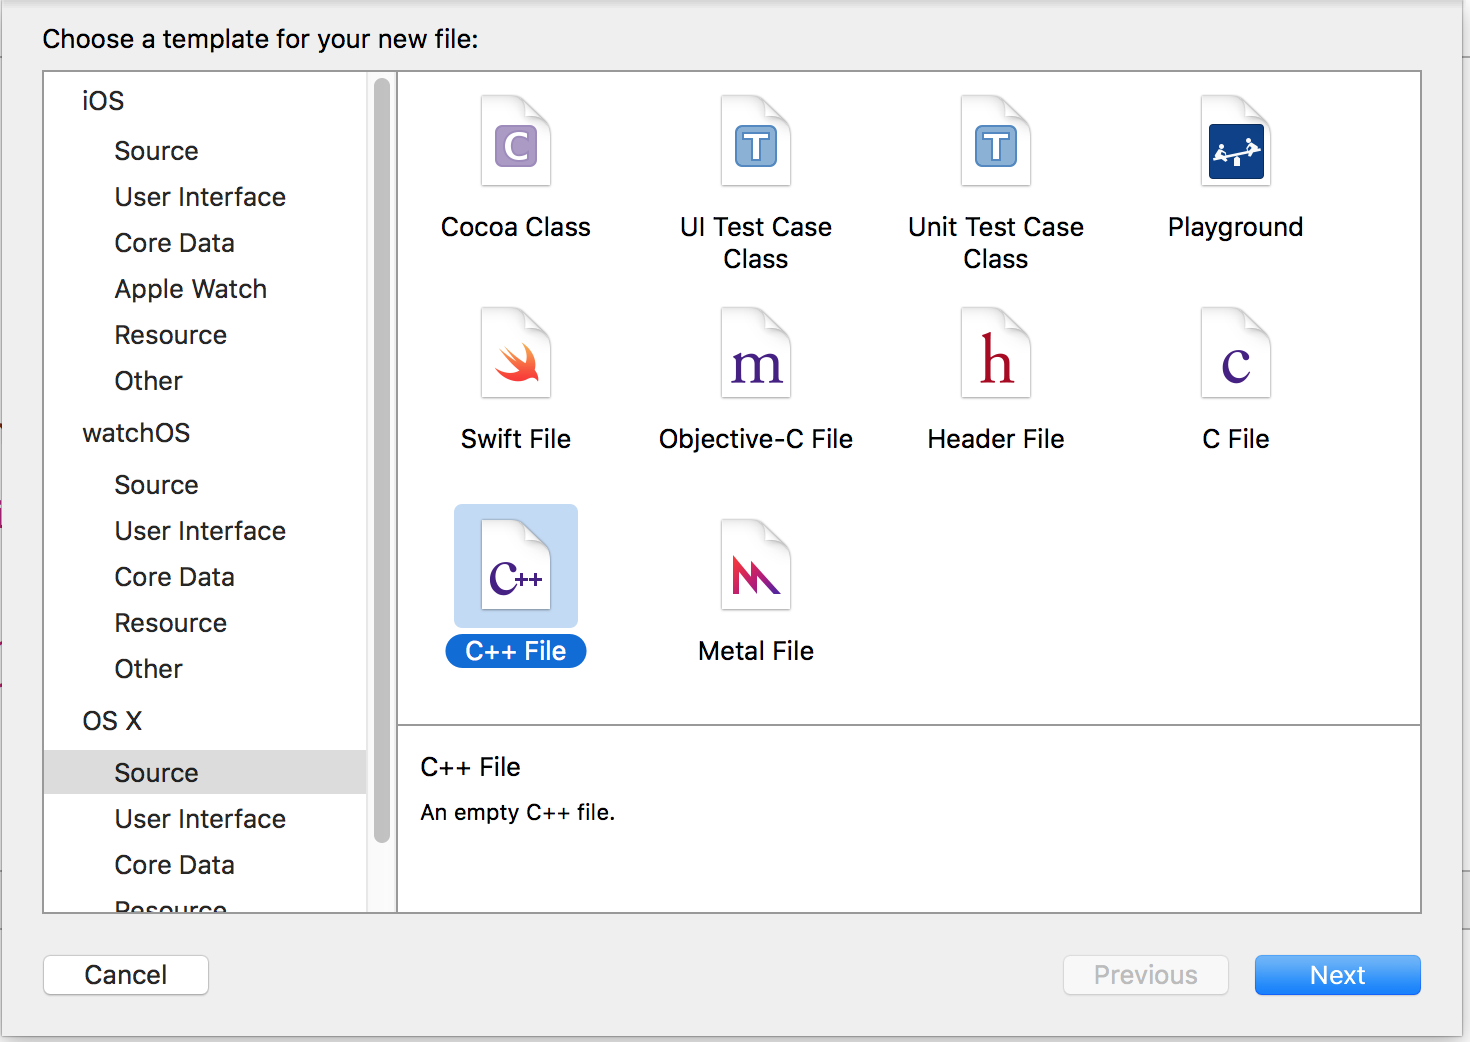 Choose a template for your new file:
iOS
Source
User Interface
Core Data
Apple Watch
Resource
Other
watchOS
Source
User Interface
Core Data
Resource
Other
OS X
Source
User Interface
Core Data
Resource
C
T
T
Cocoa Class
UI Test Case
Class
Unit Test Case
Class
Playground
m
h
c
Swift File
Objective-C File
Header File
C File
C++
C++ File
Metal File
C++ File
An empty C++ file.
Cancel
Previous
Next